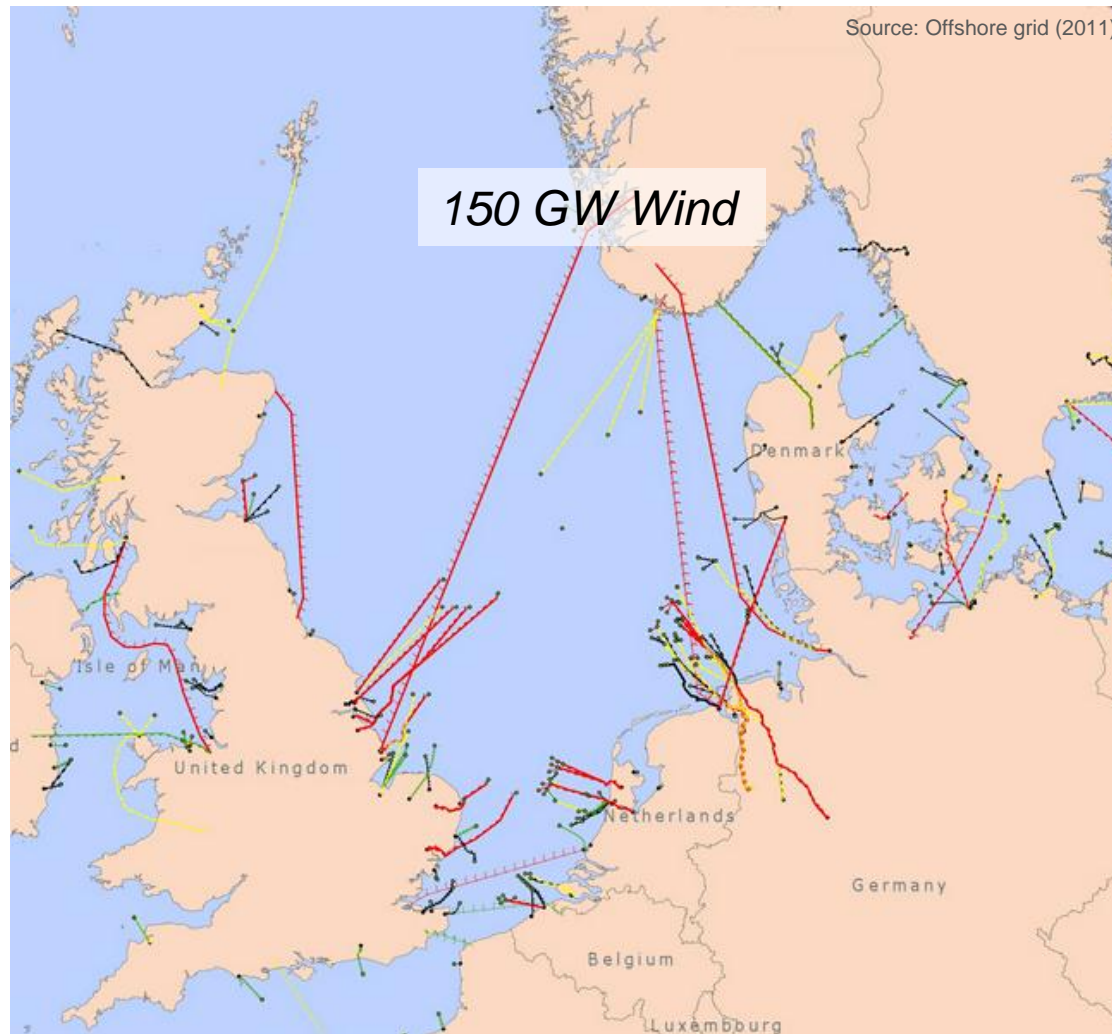 Source: Offshore grid (2011)
150 GW Wind
Denmark
Isle of Man
d
United Kingdom
Netherlands
Germany
Belgium
Luxembourg